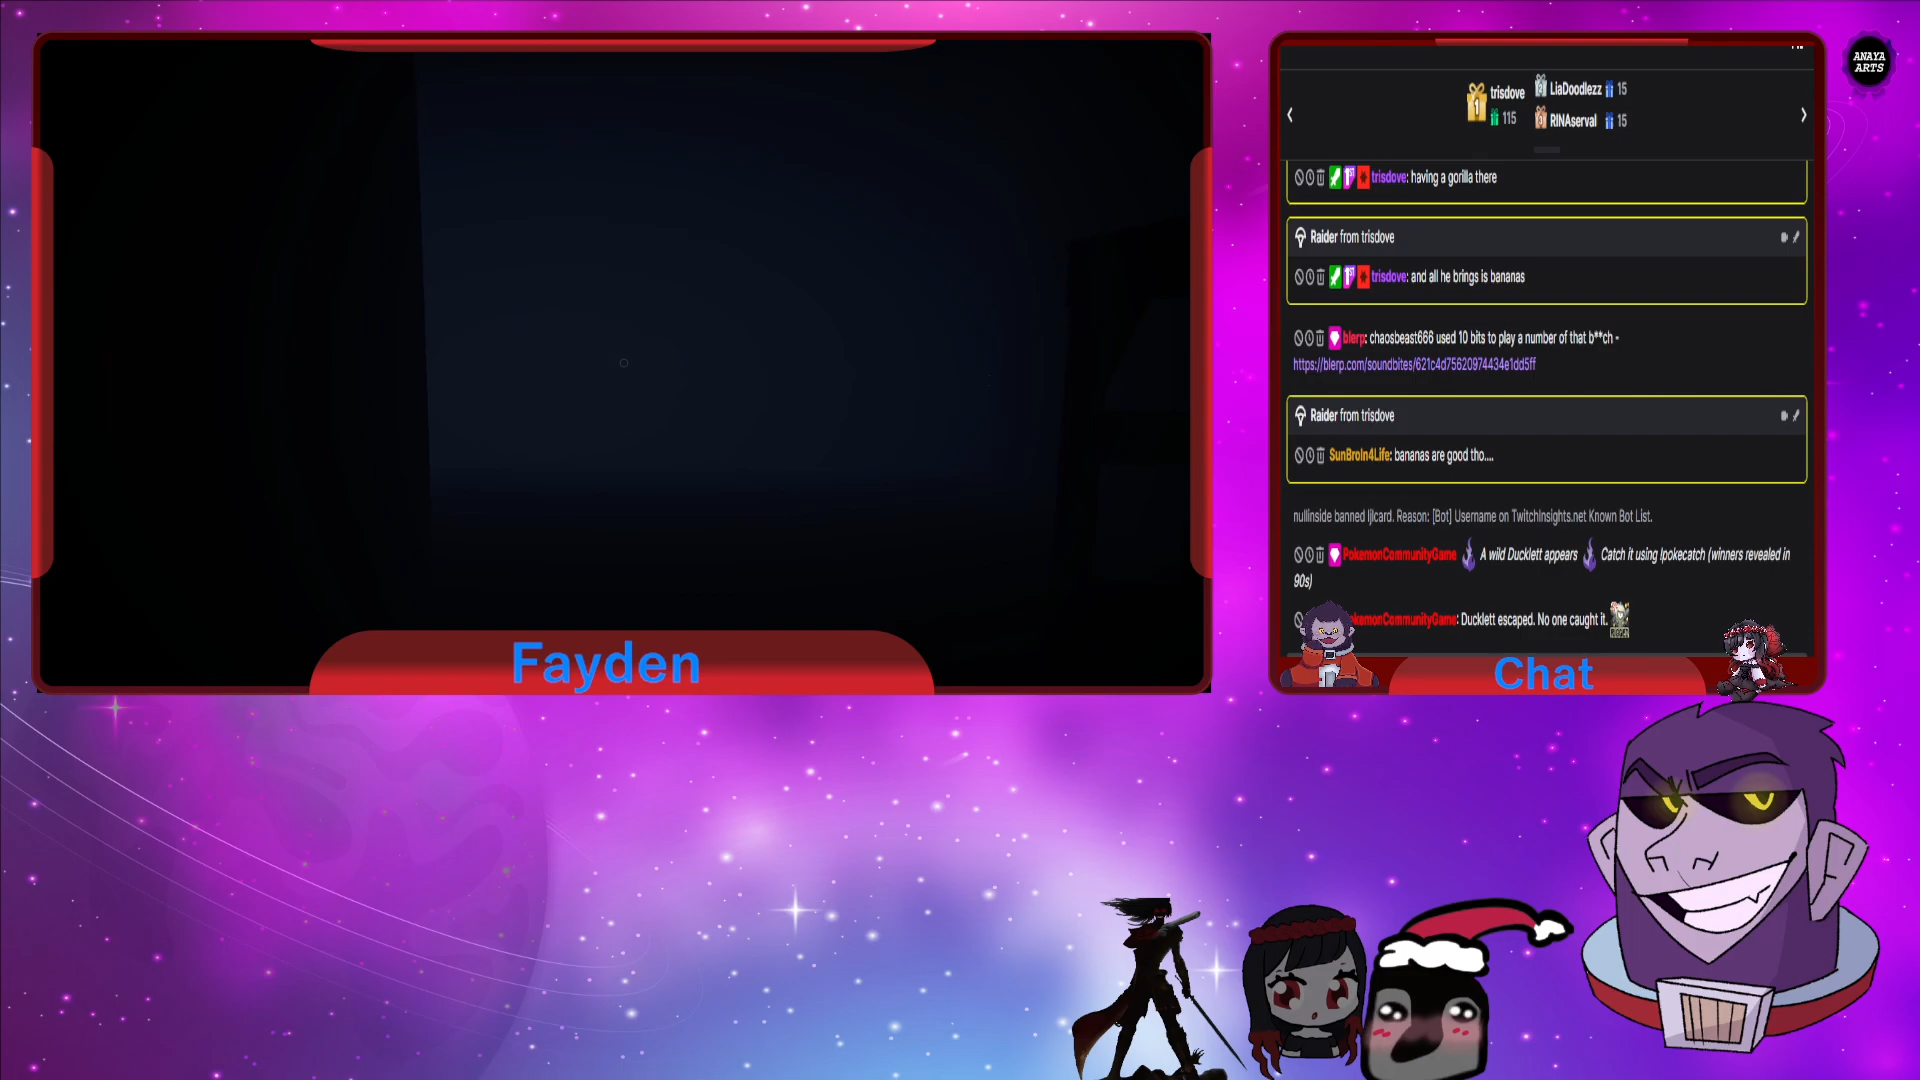 ANAYA
ARTS
1
trisdove
115
LiaDoodlezz 15
RINAserval 15
trisdove: having a gorilla there
Raider from trisdove
trisdove: and all he brings is bananas
blerp: chaosbeast666 used 10 bits to play a number of that b**ch -
https://blerp.com/soundbites/621c4d75620974434e1dd5ff
Raider from trisdove
SunBroIn4Life: bananas are good tho....
nullinside banned ljlcard. Reason: [Bot] Username on TwitchInsights.net Known Bot List.
PokemonCommunityGame A wild Ducklett appears Catch it using !pokecatch (winners revealed in
90s)
kemonCommunityGame: Ducklett escaped. No one caught it.
Fayden
Chat